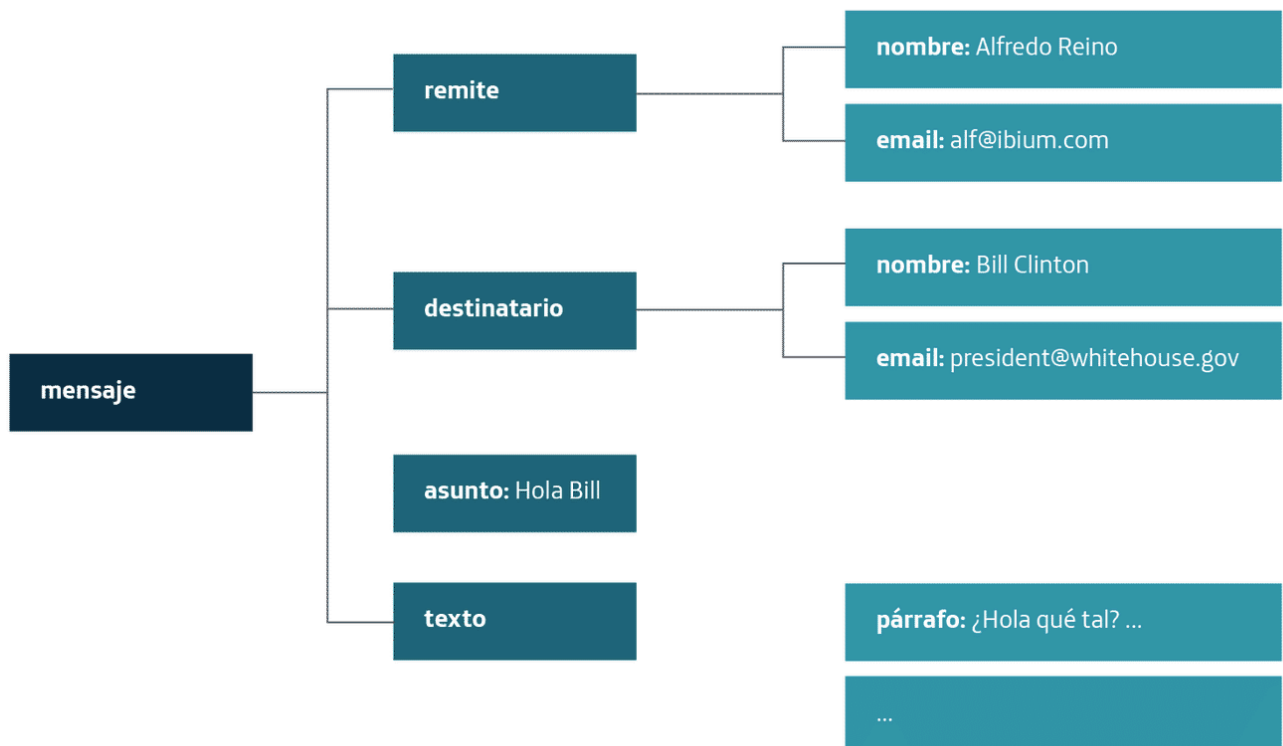 nombre: Alfredo Reino
remite
email: alf@ibium.com
nombre: Bill Clinton
destinatario
email: president@whitehouse.gov
mensaje
asunto: Hola Bill
texto
párrafo: ¿Hola qué tal? ...
...